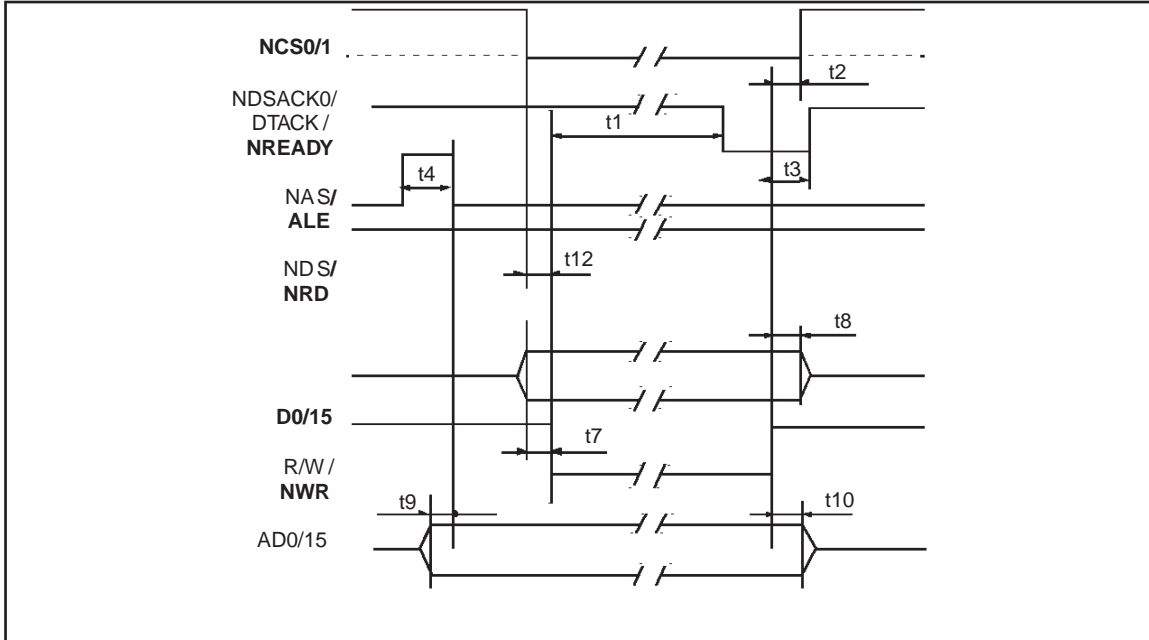 NCS0/1
t2
NDSACK0/
DTACK /
NREADY
t1
t3
t4
NAS/
ALE
t12
NDS/
NRD
t8
D0/15
t7
R/W /
NWR
t9
t10
AD0/15